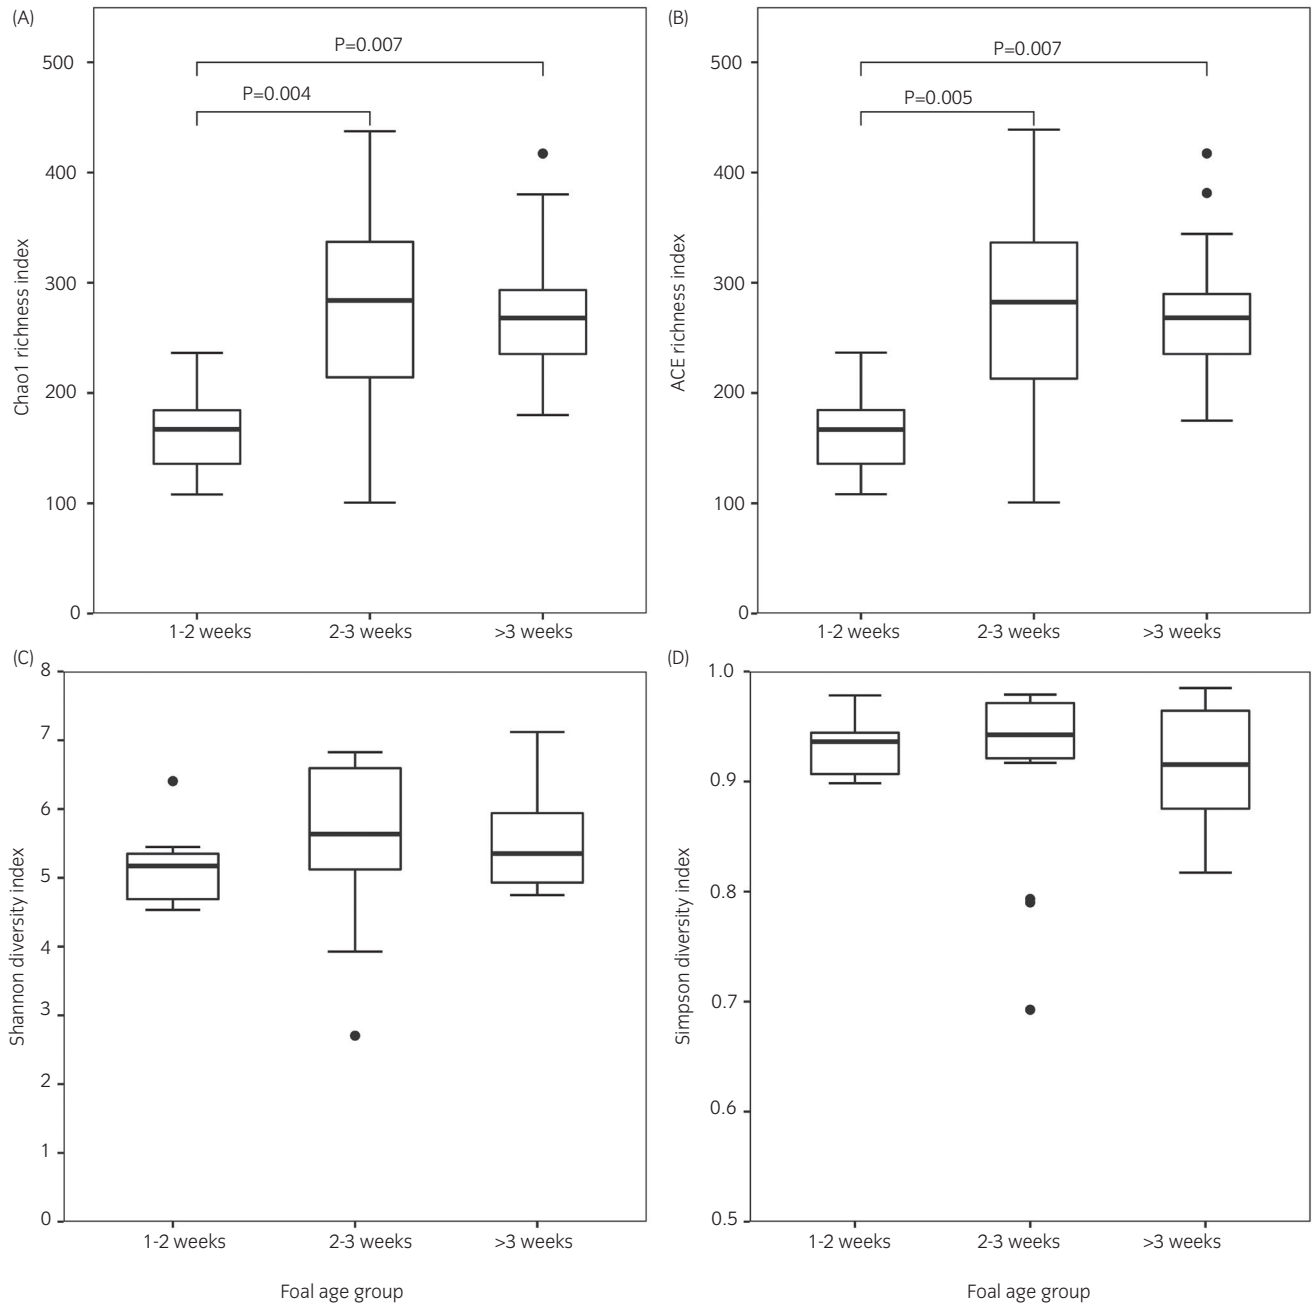 (A)
P=0.007
P=0.004
500
400
300
200
100
0
Chao1 richness index
1-2 weeks 2-3 weeks >3 weeks
(B)
P=0.007
P=0.005
500
400
300
200
100
0
ACE richness index
1-2 weeks 2-3 weeks >3 weeks
(C)
8
7
6
5
4
3
2
1
0
Shannon diversity index
1-2 weeks 2-3 weeks >3 weeks
Foal age group
(D)
1.0
0.9
0.8
0.7
0.6
0.5
Simpson diversity index
1-2 weeks 2-3 weeks >3 weeks
Foal age group